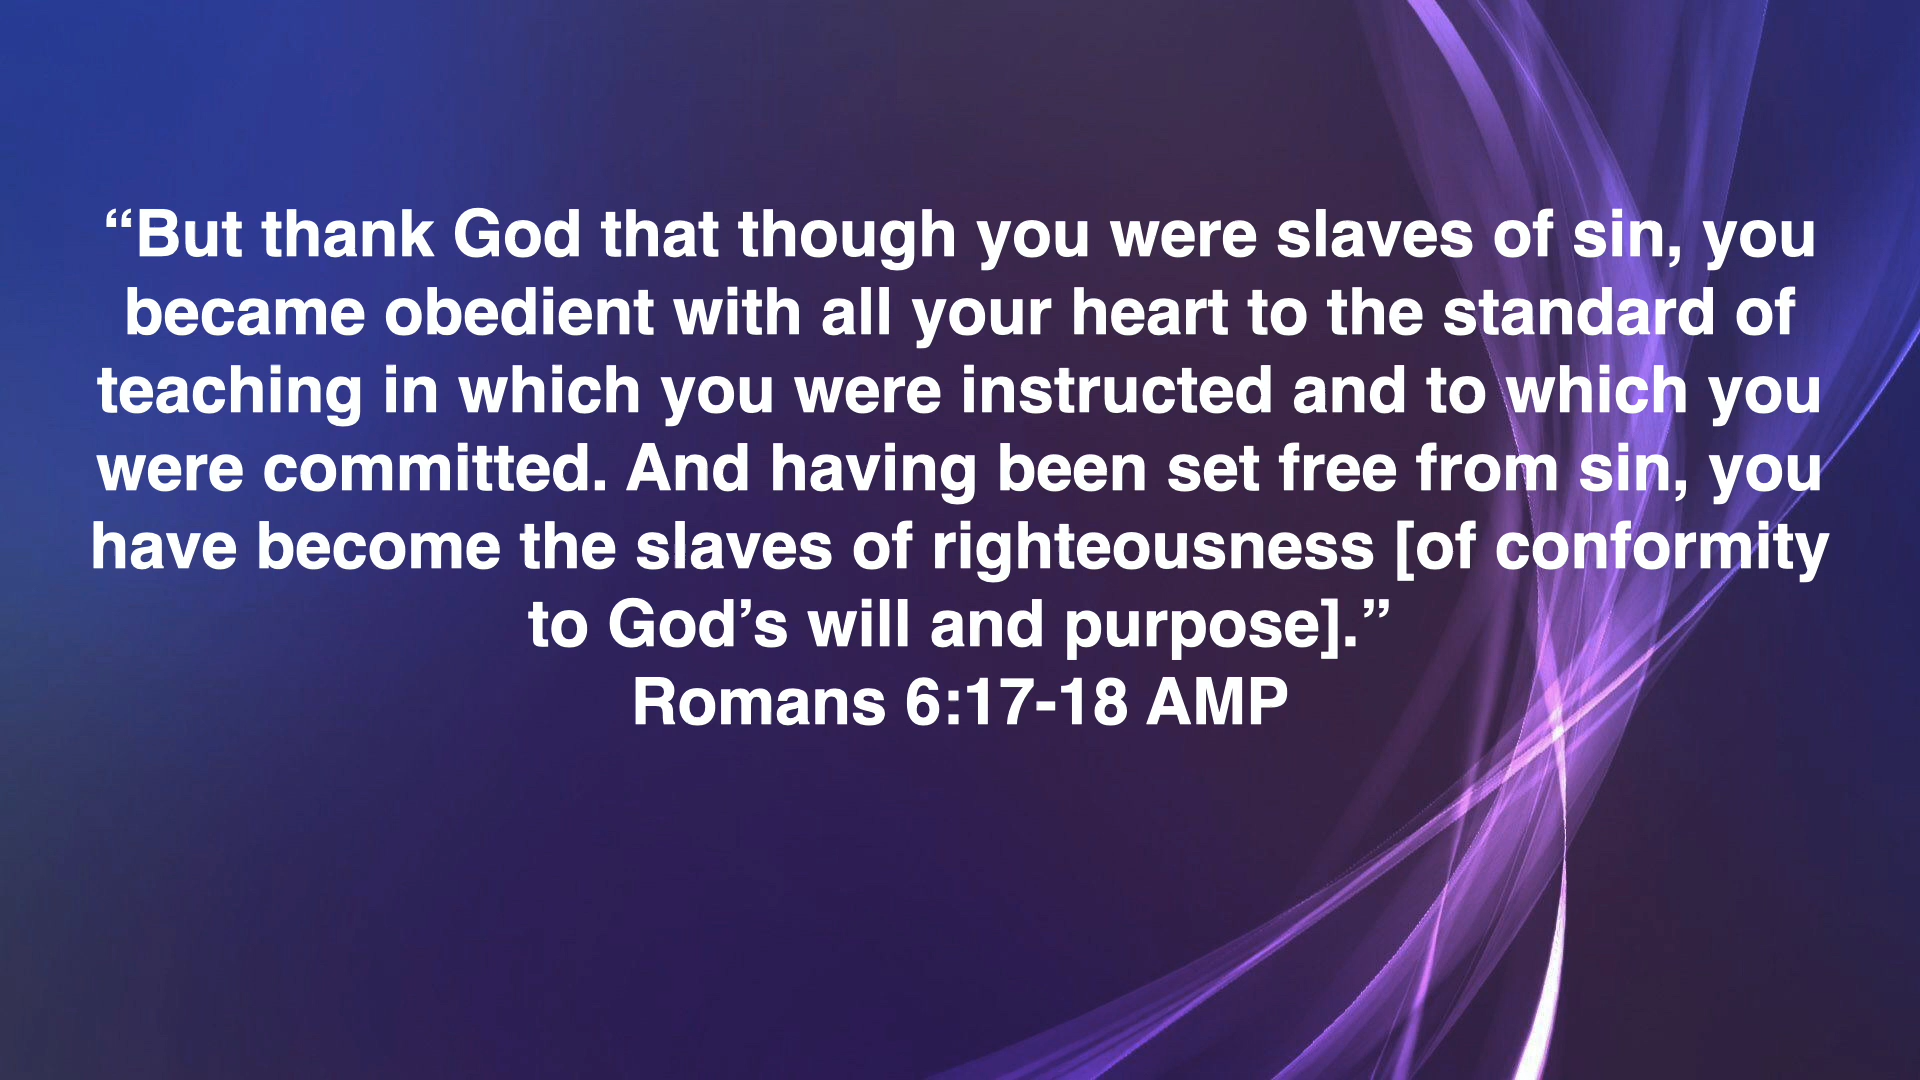 “But thank God that though you were slaves of sin, you
became obedient with all your heart to the standard of
teaching in which you were instructed and to which you
were committed. And having been set free from sin, you
have become the slaves of righteousness [of conformity
to God’s will and purpose].”
Romans 6:17-18 AMP